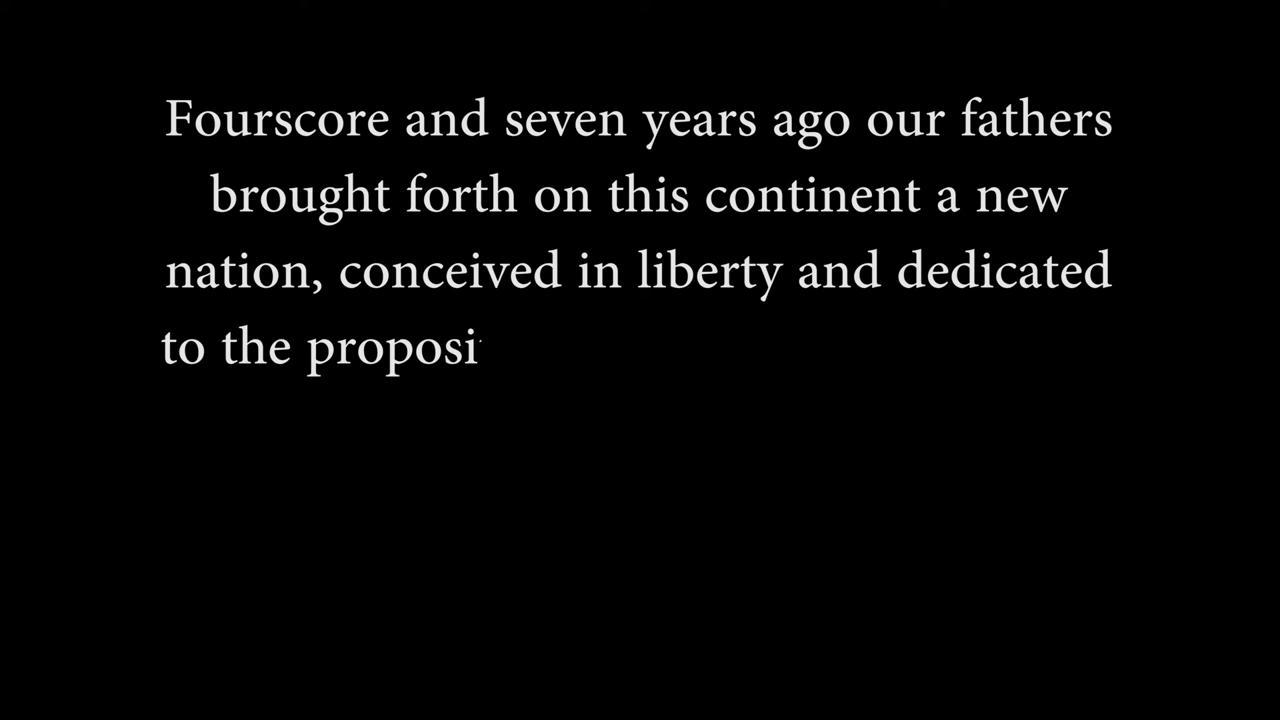 Fourscore and seven years ago our fathers
brought forth on this continent a new
nation, conceived in liberty and dedicated
to the proposi